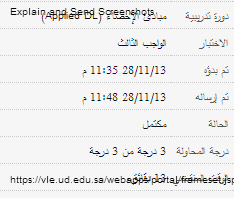 Explain and Send Screenshots
دورة تدريبية مبادئ الإحصاء (Applied DL)
الاختبار الواجب الثالث
تم بدؤه 28/11/13 11:35 م
تم إرساله 28/11/13 11:48 م
الحالة مكتمل
درجة المحاولة 3 درجة من 3 درجة
https://vle.ud.edu.sa/webapps/portal/frameset.jsp